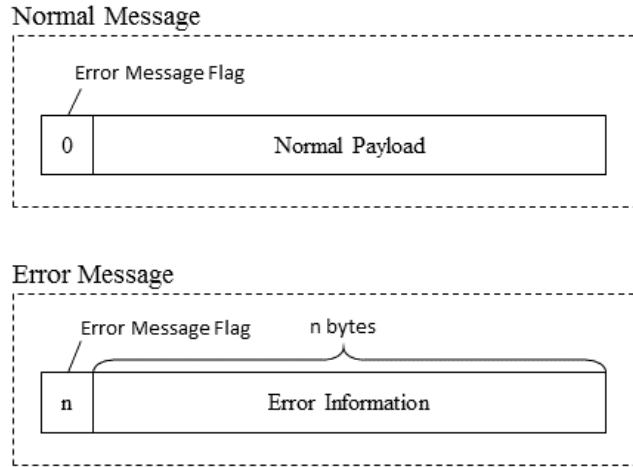 Normal Message
Error Message Flag
0 Normal Payload
Error Message
Error Message Flag n bytes
n Error Information